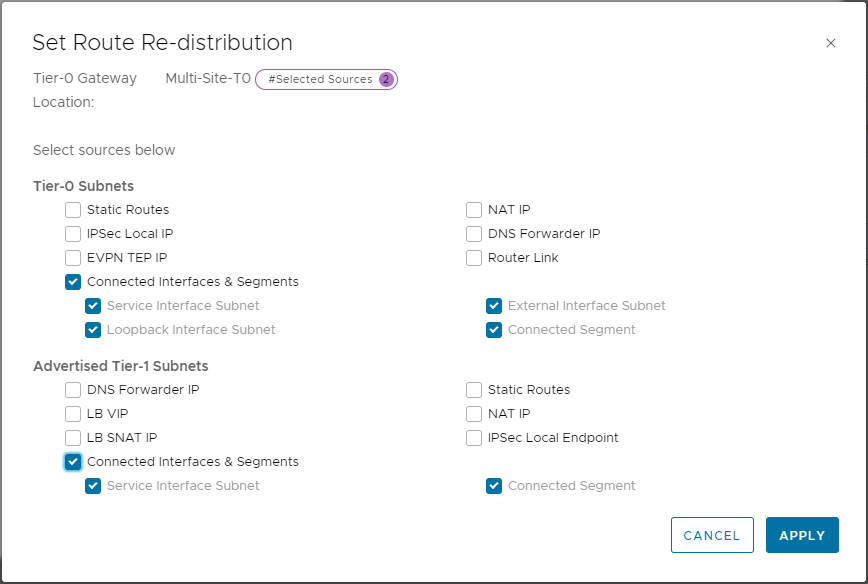 Set Route Re-distribution
Tier-0 Gateway Multi-Site-T0 #Selected Sources 2
Location:
Select sources below
Tier-0 Subnets
Static Routes NAT IP
IPSec Local IP DNS Forwarder IP
EVPN TEP IP Router Link
Connected Interfaces & Segments
Service Interface Subnet External Interface Subnet
Loopback Interface Subnet Connected Segment
Advertised Tier-1 Subnets
DNS Forwarder IP Static Routes
LB VIP NAT IP
LB SNAT IP IPSec Local Endpoint
Connected Interfaces & Segments
Service Interface Subnet Connected Segment
CANCEL APPLY